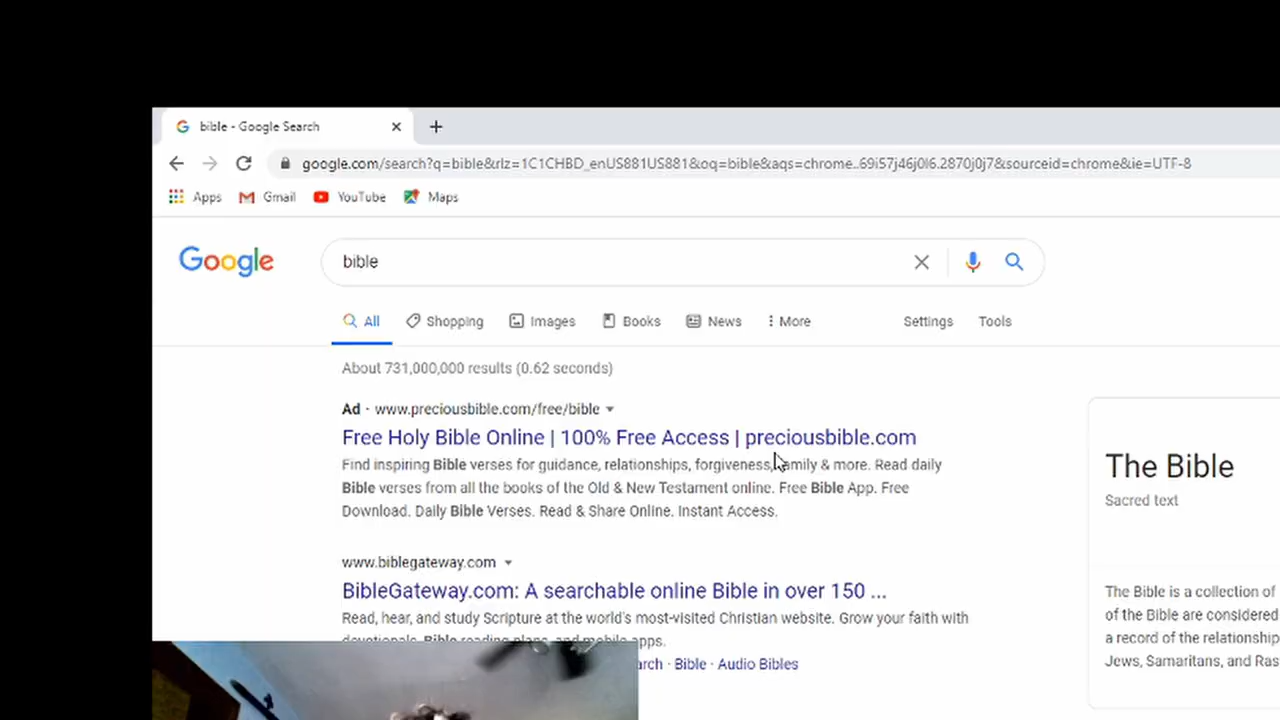 bible - Google Search
google.com/search?q=bible&rlz=1C1CHBD_enUS881US881&oq=bible&aqs=chrome..69i57j46j0l6.2870j0j7&sourceid=chrome&ie=UTF-8
Apps Gmail YouTube Maps
Google bible
All Shopping Images Books News More Settings Tools
About 731,000,000 results (0.62 seconds)
Ad · www.preciousbible.com/free/bible
Free Holy Bible Online | 100% Free Access | preciousbible.com
Find inspiring Bible verses for guidance, relationships, forgiveness, family & more. Read daily
Bible verses from all the books of the Old & New Testament online. Free Bible App. Free
Download. Daily Bible Verses. Read & Share Online. Instant Access.
www.biblegateway.com
BibleGateway.com: A searchable online Bible in over 150 ...
Read, hear, and study Scripture at the world's most-visited Christian website. Grow your faith with
devotionals, Bible reading plans, and mobile apps.
arch · Bible · Audio Bibles
The Bible
Sacred text
The Bible is a collection of
of the Bible are considered
a record of the relationship
Jews, Samaritans, and Ras